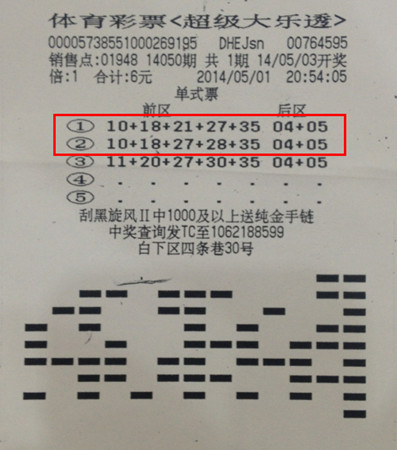 体育彩票<超级大乐透>
00005738551000269195 DHEJsn 00764595
销售点:01948 14050期 共1期 14/05/03开奖
倍:1 合计:6元 2014/05/01 20:54:05
单式票
前区 后区
① 10+18+21+27+35 04+05
② 10+18+27+28+35 04+05
③ 11+20+27+30+35 04+05
④ . . . . . . .
⑤ . . . . . . .
刮黑旋风II中1000及以上送纯金手链
中奖查询发TC至1062188599
白下区四条巷30号